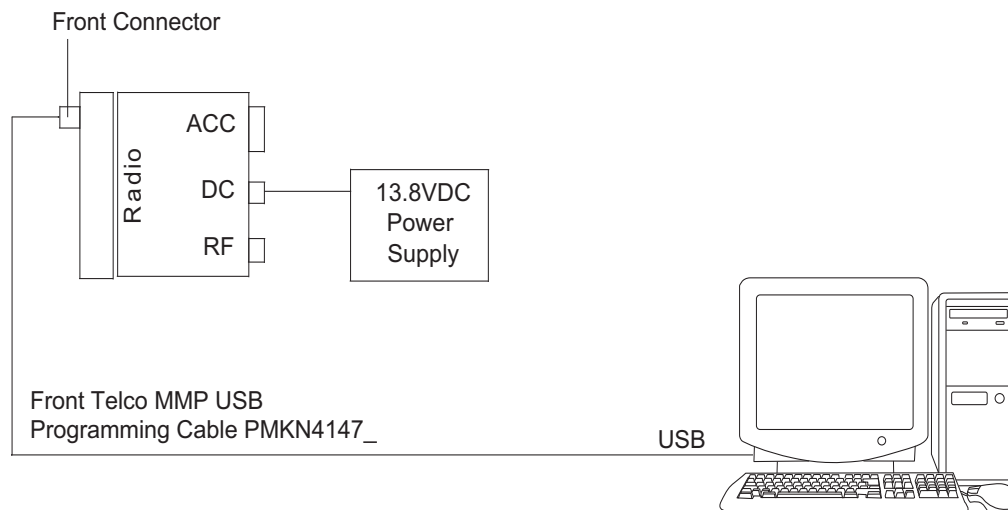 Front Connector
ACC
Radio
DC
RF
13.8VDC
Power
Supply
Front Telco MMP USB
Programming Cable PMKN4147_
USB